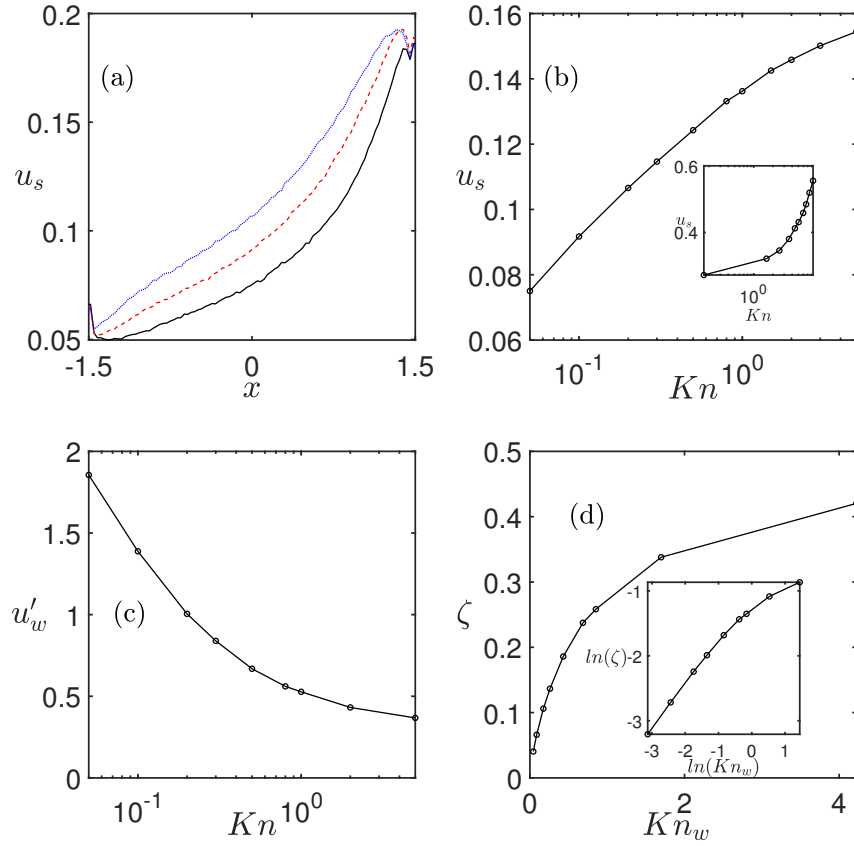 0.2
0.15
0.1
0.05
-1.5
0
1.5
x
u_s
(a)
0.16
0.14
0.12
0.1
0.08
0.06
10^{-1}
10^0
Kn
u_s
(b)
0.6
0.4
u_s
10^0
Kn
2
1.5
1
0.5
0
10^{-1}
10^0
Kn
u'_w
(c)
0.5
0.4
0.3
0.2
0.1
0
0
2
4
Kn_w
ζ
(d)
-1
-2
-3
ln(ζ)
-3
-2
-1
0
1
ln(Kn_w)